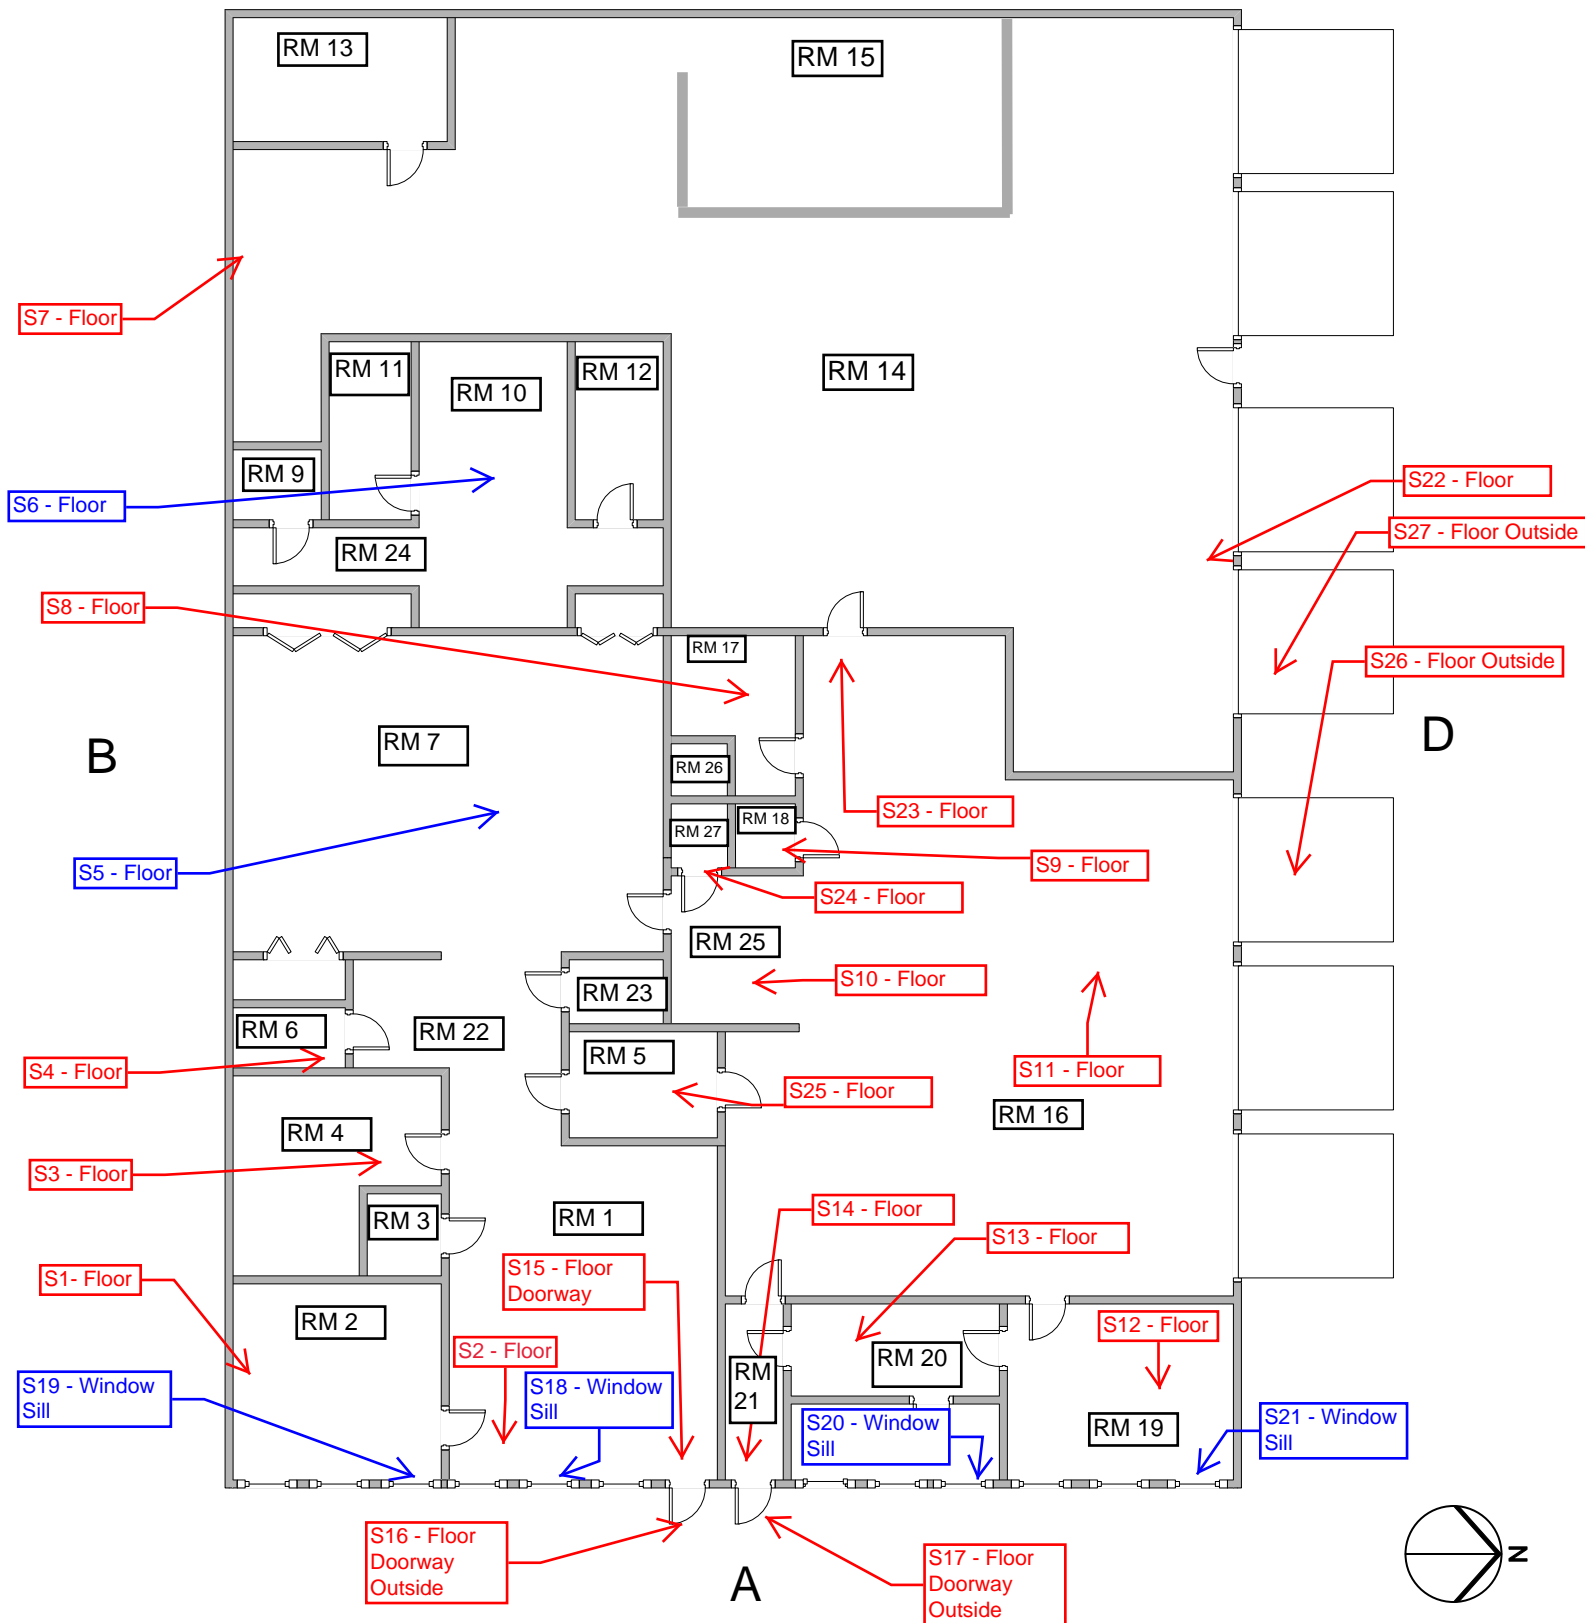 RM 13
RM 15
S7 - Floor
RM 11
RM 10
RM 12
RM 14
RM 9
S6 - Floor
S22 - Floor
S27 - Floor Outside
RM 24
S8 - Floor
RM 17
S26 - Floor Outside
B
RM 7
D
RM 26
S23 - Floor
RM 27
RM 18
S5 - Floor
S9 - Floor
S24 - Floor
RM 25
S10 - Floor
RM 23
RM 6
RM 22
RM 5
S4 - Floor
S11 - Floor
S25 - Floor
RM 16
RM 4
S3 - Floor
RM 3
RM 1
S14 - Floor
S13 - Floor
S1- Floor
S15 - Floor
Doorway
RM 2
S2 - Floor
S12 - Floor
RM 20
RM
21
S19 - Window
Sill
S18 - Window
Sill
S20 - Window
Sill
RM 19
S21 - Window
Sill
S16 - Floor
Doorway
Outside
A
S17 - Floor
Doorway
Outside
N